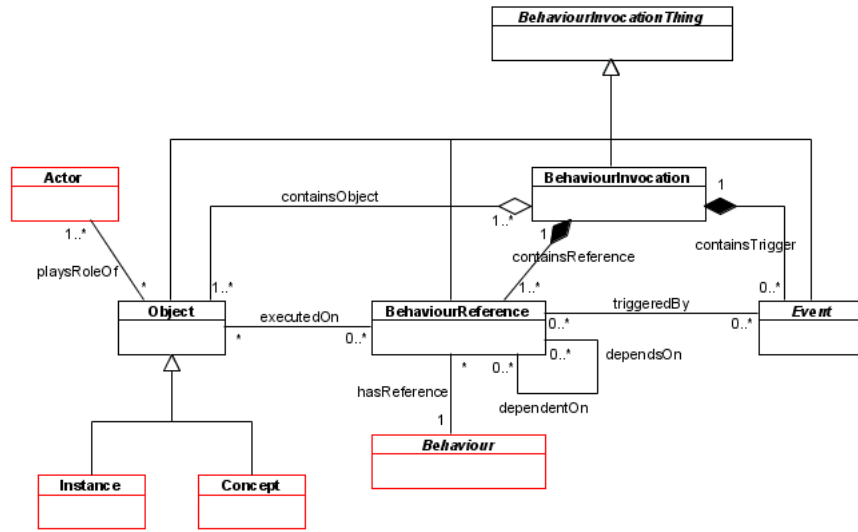 BehaviourInvocationThing
Actor
containsObject
BehaviourInvocation
1
1..*
1
1..*
containsReference
containsTrigger
playsRoleOf
*
1..*
1..*
0..*
Object
executedOn
BehaviourReference
triggeredBy
Event
*
0..*
0..*
0..*
*
0..*
0..*
dependsOn
hasReference
dependentOn
1
Behaviour
Instance
Concept